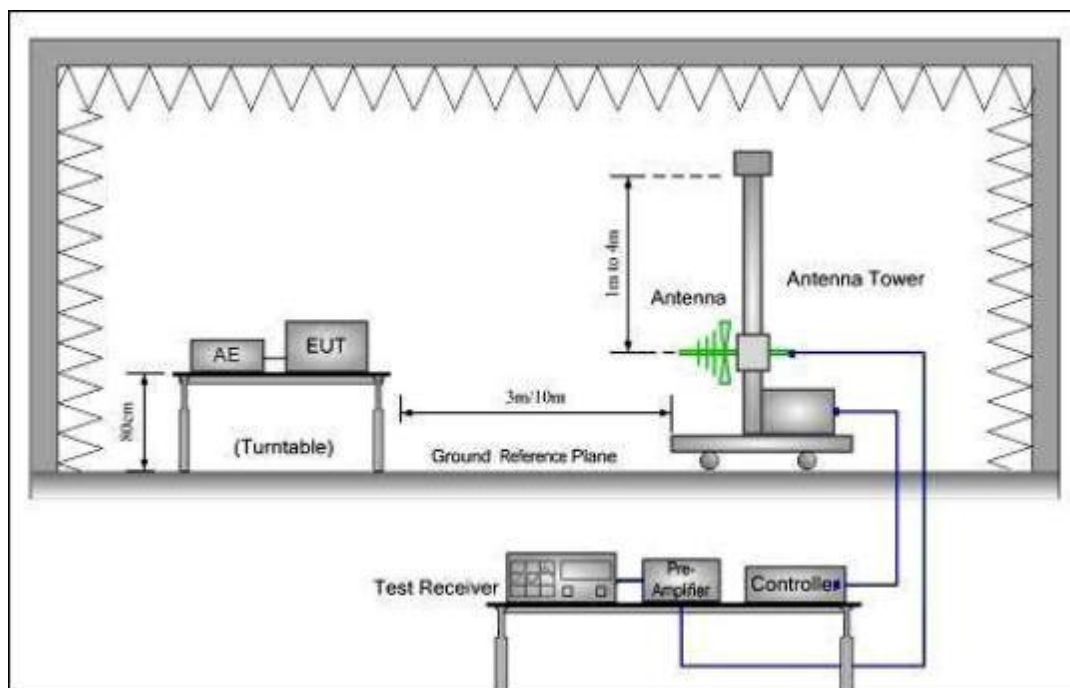 1m to 4m
Antenna
Antenna Tower
AE
EUT
80cm
(Turntable)
3m/10m
Ground Reference Plane
Test Receiver
Pre-
Amplifier
Controller